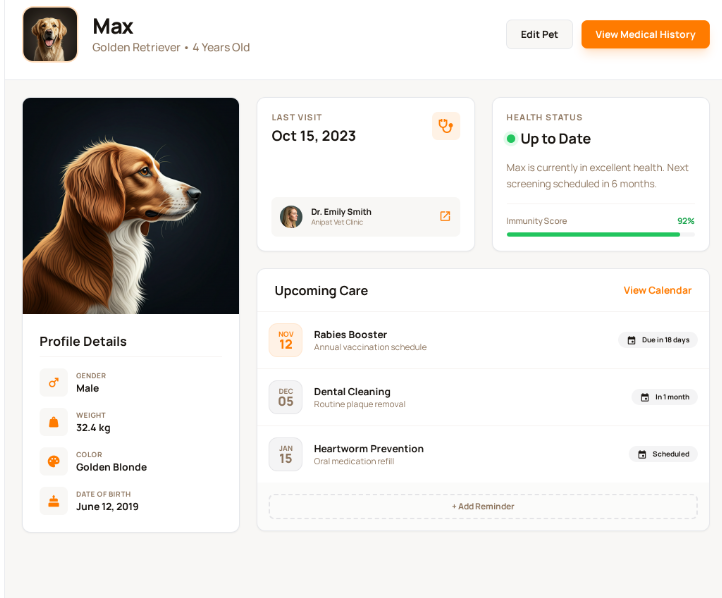 Max
Golden Retriever • 4 Years Old
Edit Pet
View Medical History
LAST VISIT
Oct 15, 2023
Dr. Emily Smith
Anipat Vet Clinic
HEALTH STATUS
Up to Date
Max is currently in excellent health. Next
screening scheduled in 6 months.
Immunity Score
92%
Profile Details
GENDER
Male
WEIGHT
32.4 kg
COLOR
Golden Blonde
DATE OF BIRTH
June 12, 2019
Upcoming Care
View Calendar
NOV
12
Rabies Booster
Annual vaccination schedule
Due in 18 days
DEC
05
Dental Cleaning
Routine plaque removal
In 1 month
JAN
15
Heartworm Prevention
Oral medication refill
Scheduled
+ Add Reminder